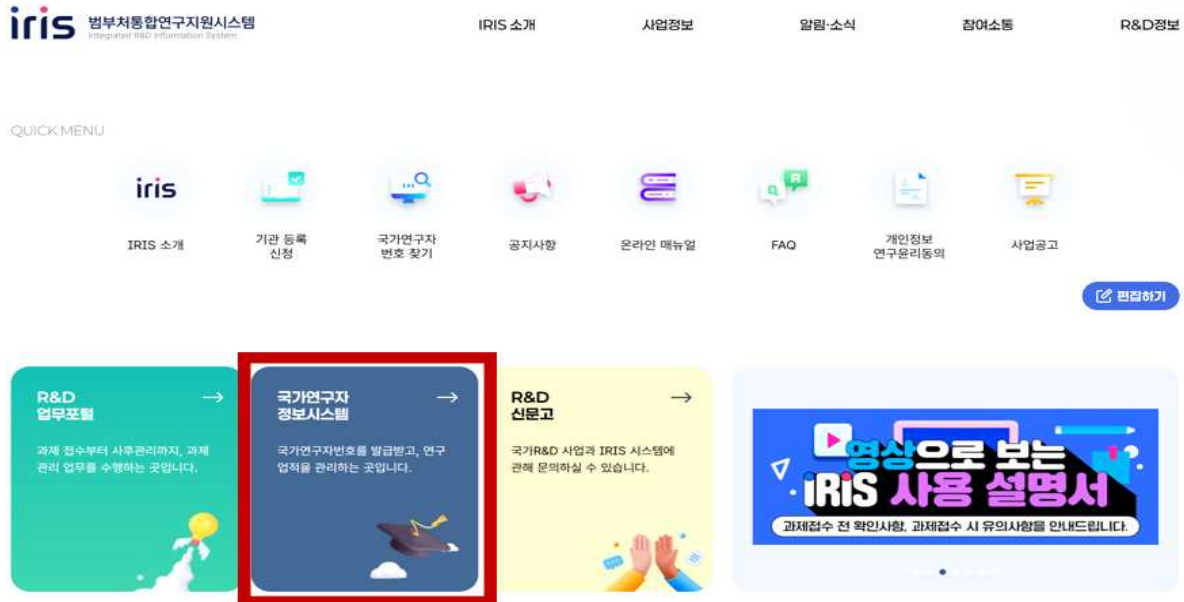 iris 범부처통합연구지원시스템
Integrated R&D Information System
IRIS 소개 사업정보 알림·소식 참여소통 R&D정보
QUICK MENU
iris
IRIS 소개
기관 등록
신청
국가연구자
번호 찾기
공지사항
온라인 매뉴얼
FAQ
개인정보
연구윤리동의
사업공고
편집하기
R&D
업무포털
과제 접수부터 사후관리까지, 과제
관리 업무를 수행하는 곳입니다.
국가연구자
정보시스템
국가연구자번호를 발급받고, 연구
업적을 관리하는 곳입니다.
R&D
신문고
국가R&D 사업과 IRIS 시스템에
관해 문의하실 수 있습니다.
영상으로 보는
IRIS 사용 설명서
과제접수 전 확인사항, 과제접수 시 유의사항을 안내드립니다.